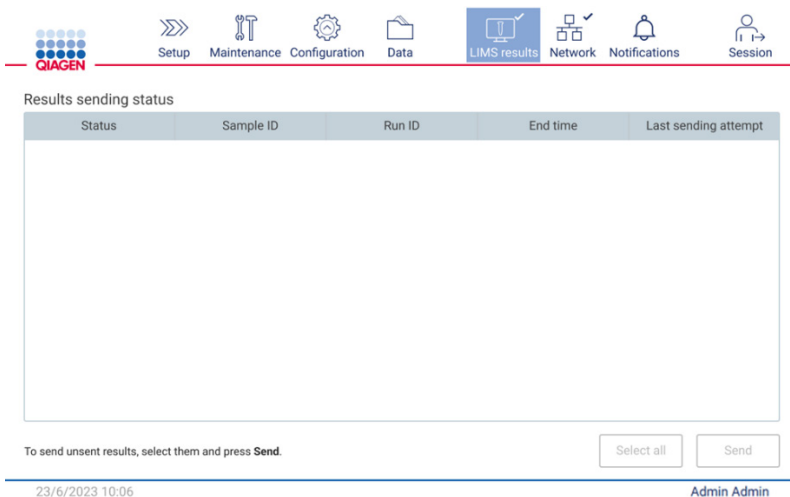 QIAGEN
Setup
Maintenance
Configuration
Data
LIMS results
Network
Notifications
Session
Results sending status
Status Sample ID Run ID End time Last sending attempt
To send unsent results, select them and press Send.
Select all
Send
23/6/2023 10:06
Admin Admin